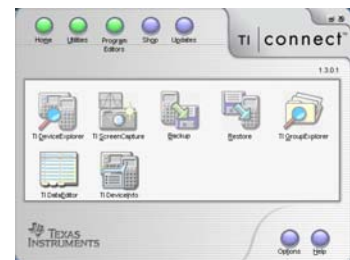 Home Utilities Program Editors Shop Updates
TI connect™
1.3.0.1
TI DeviceExplorer TI ScreenCapture Backup Restore TI GroupExplorer
TI DataEditor TI DeviceInfo
TEXAS
INSTRUMENTS
Options Help